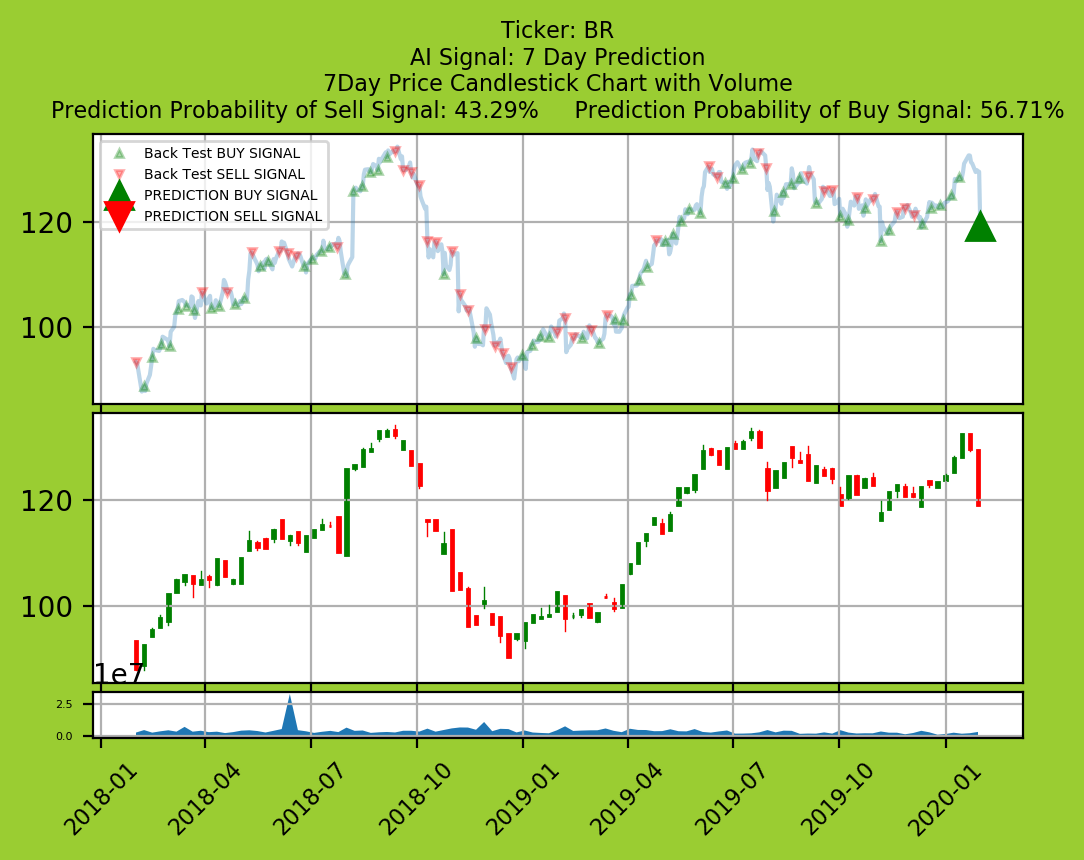 Ticker: BR
AI Signal: 7 Day Prediction
7Day Price Candlestick Chart with Volume
Prediction Probability of Sell Signal: 43.29%     Prediction Probability of Buy Signal: 56.71%
Back Test BUY SIGNAL
Back Test SELL SIGNAL
PREDICTION BUY SIGNAL
PREDICTION SELL SIGNAL
120
100
120
100
1e7
2.5
0.0
2018-01
2018-04
2018-07
2018-10
2019-01
2019-04
2019-07
2019-10
2020-01